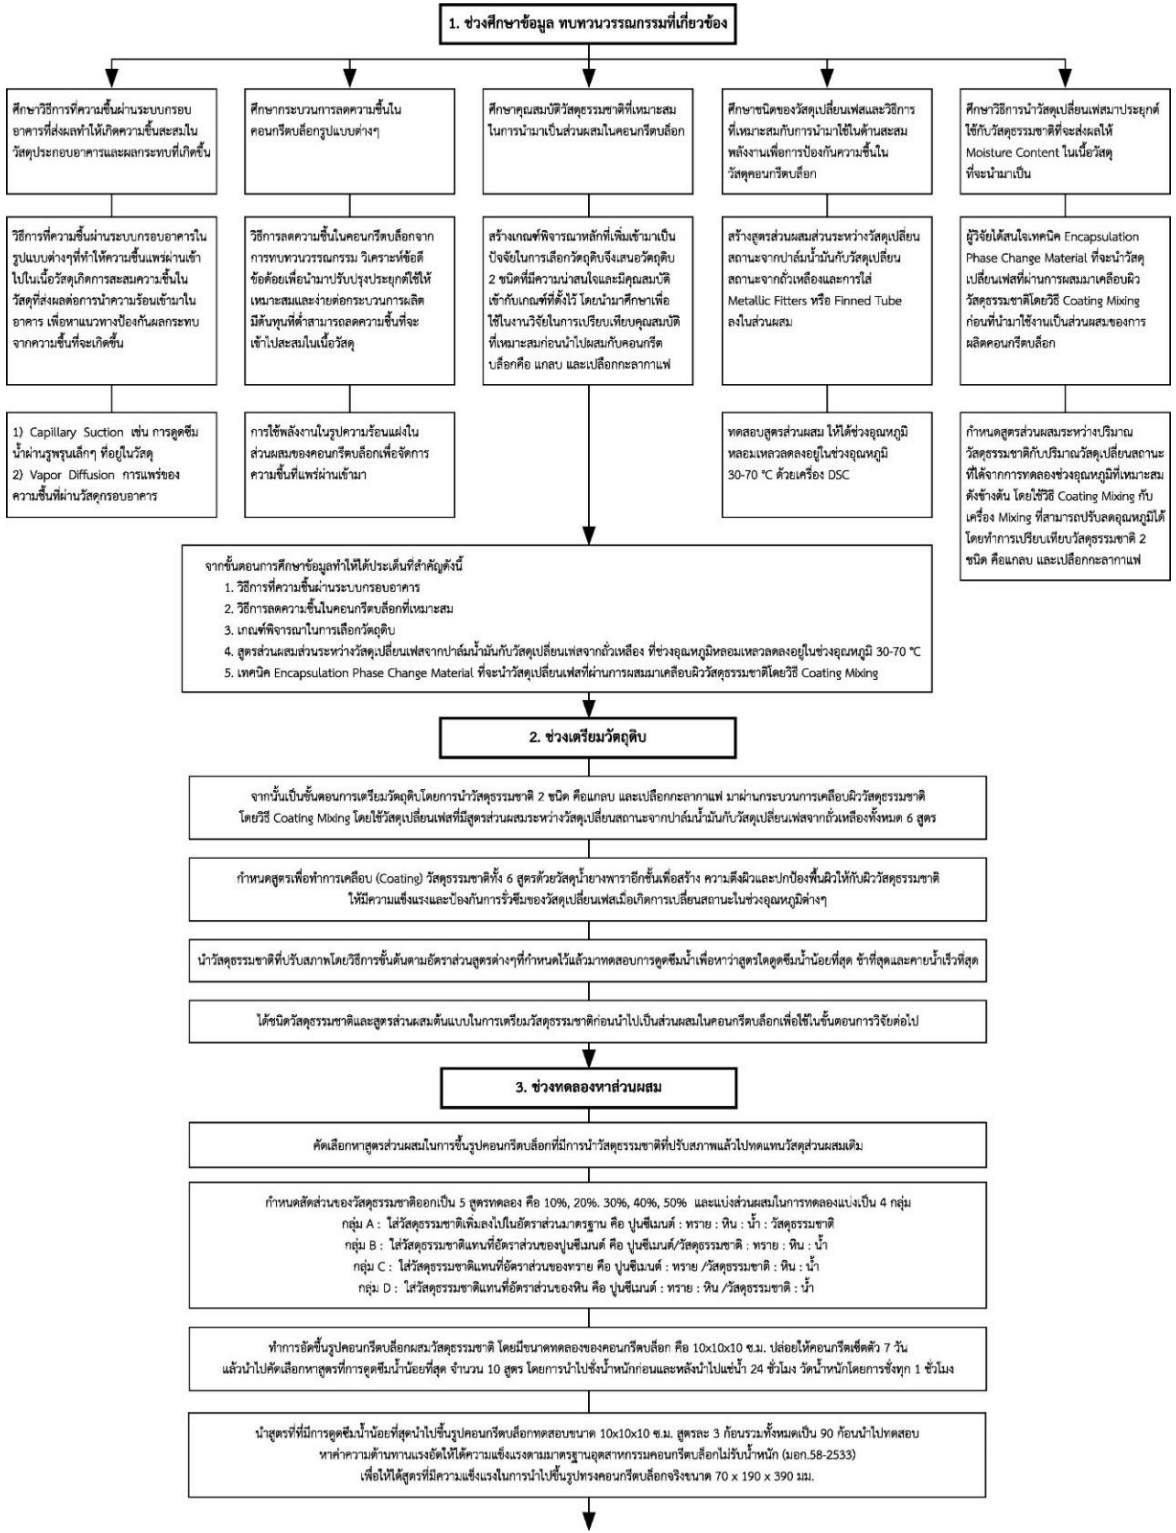 1. ช่วงศึกษาข้อมูล ทบทวนวรรณกรรมที่เกี่ยวข้อง
ศึกษาวิธีการที่ความชื้นผ่านระบบกรอบ
อาคารที่ส่งผลทำให้เกิดความชื้นสะสมใน
วัสดุประกอบอาคารและผลกระทบที่เกิดขึ้น
ศึกษากระบวนการลดความชื้นใน
คอนกรีตบล็อกรูปแบบต่างๆ
ศึกษาคุณสมบัติวัสดุธรรมชาติที่เหมาะสม
ในการนำมาเป็นส่วนผสมในคอนกรีตบล็อก
ศึกษาชนิดของวัสดุเปลี่ยนเฟสและวิธีการ
ที่เหมาะสมกับการนำมาใช้ในด้านสะสม
พลังงานเพื่อการป้องกันความชื้นใน
วัสดุคอนกรีตบล็อก
ศึกษาวิธีการนำวัสดุเปลี่ยนเฟสมาประยุกต์
ใช้กับวัสดุธรรมชาติที่จะส่งผลให้
Moisture Content ในเนื้อวัสดุ
ที่จะนำมาเป็น
วิธีการที่ความชื้นผ่านระบบกรอบอาคารใน
รูปแบบต่างๆที่ทำให้ความชื้นแพร่ผ่านเข้า
ไปในเนื้อวัสดุเกิดการสะสมความชื้นใน
วัสดุที่ส่งผลต่อการนำความร้อนเข้ามาใน
อาคาร เพื่อหาแนวทางป้องกันผลกระทบ
จากความชื้นที่จะเกิดขึ้น
วิธีการลดความชื้นในคอนกรีตบล็อกจาก
การทบทวนวรรณกรรม วิเคราะห์ข้อดี
ข้อด้อยเพื่อนำมาปรับปรุงประยุกต์ใช้ให้
เหมาะสมและง่ายต่อกระบวนการผลิต
มีต้นทุนที่ต่ำสามารถลดความชื้นที่จะ
เข้าไปสะสมในเนื้อวัสดุ
สร้างเกณฑ์พิจารณาหลักที่เพิ่มเข้ามาเป็น
ปัจจัยในการเลือกวัตถุดิบจึงเสนอวัตถุดิบ
2 ชนิดที่มีความน่าสนใจและมีคุณสมบัติ
เข้ากับเกณฑ์ที่ตั้งไว้ โดยนำมาศึกษาเพื่อ
ใช้ในงานวิจัยในการเปรียบเทียบคุณสมบัติ
ที่เหมาะสมก่อนนำไปผสมกับคอนกรีต
บล็อกคือ แกลบ และเปลือกกะลากาแฟ
สร้างสูตรส่วนผสมส่วนระหว่างวัสดุเปลี่ยน
สถานะจากปาล์มน้ำมันกับวัสดุเปลี่ยน
สถานะจากถั่วเหลืองและการใส่
Metallic Fitters หรือ Finned Tube
ลงในส่วนผสม
ผู้วิจัยได้สนใจเทคนิค Encapsulation
Phase Change Material ที่จะนำวัสดุ
เปลี่ยนเฟสที่ผ่านการผสมมาเคลือบผิว
วัสดุธรรมชาติโดยวิธี Coating Mixing
ก่อนที่นำมาใช้งานเป็นส่วนผสมของการ
ผลิตคอนกรีตบล็อก
1) Capillary Suction เช่น การดูดซึม
น้ำผ่านรูพรุนเล็กๆ ที่อยู่ในวัสดุ
2) Vapor Diffusion การแพร่ของ
ความชื้นที่ผ่านวัสดุกรอบอาคาร
การใช้พลังงานในรูปความร้อนแฝงใน
ส่วนผสมของคอนกรีตบล็อกเพื่อจัดการ
ความชื้นที่แพร่ผ่านเข้ามา
ทดสอบสูตรส่วนผสม ให้ได้ช่วงอุณหภูมิ
หลอมเหลวลดลงอยู่ในช่วงอุณหภูมิ
30-70 °C ด้วยเครื่อง DSC
กำหนดสูตรส่วนผสมระหว่างปริมาณ
วัสดุธรรมชาติกับปริมาณวัสดุเปลี่ยนสถานะ
ที่ได้จากการทดลองช่วงอุณหภูมิที่เหมาะสม
ดังข้างต้น โดยใช้วิธี Coating Mixing กับ
เครื่อง Mixing ที่สามารถปรับลดอุณหภูมิได้
โดยทำการเปรียบเทียบวัสดุธรรมชาติ 2
ชนิด คือแกลบ และเปลือกกะลากาแฟ
จากขั้นตอนการศึกษาข้อมูลทำให้ได้ประเด็นที่สำคัญดังนี้
1. วิธีการที่ความชื้นผ่านระบบกรอบอาคาร
2. วิธีการลดความชื้นในคอนกรีตบล็อกที่เหมาะสม
3. เกณฑ์พิจารณาในการเลือกวัตถุดิบ
4. สูตรส่วนผสมส่วนระหว่างวัสดุเปลี่ยนเฟสจากปาล์มน้ำมันกับวัสดุเปลี่ยนเฟสจากถั่วเหลือง ที่ช่วงอุณหภูมิหลอมเหลวลดลงอยู่ในช่วงอุณหภูมิ 30-70 °C
5. เทคนิค Encapsulation Phase Change Material ที่จะนำวัสดุเปลี่ยนเฟสที่ผ่านการผสมมาเคลือบผิววัสดุธรรมชาติโดยวิธี Coating Mixing
2. ช่วงเตรียมวัตถุดิบ
จากนั้นเป็นขั้นตอนการเตรียมวัตถุดิบโดยการนำวัสดุธรรมชาติ 2 ชนิด คือแกลบ และเปลือกกะลากาแฟ มาผ่านกระบวนการเคลือบผิววัสดุธรรมชาติ
โดยวิธี Coating Mixing โดยใช้วัสดุเปลี่ยนเฟสที่มีสูตรส่วนผสมระหว่างวัสดุเปลี่ยนสถานะจากปาล์มน้ำมันกับวัสดุเปลี่ยนเฟสจากถั่วเหลืองทั้งหมด 6 สูตร
กำหนดสูตรเพื่อทำการเคลือบ (Coating) วัสดุธรรมชาติทั้ง 6 สูตรด้วยวัสดุน้ำยางพาราอีกชั้นเพื่อสร้าง ความตึงผิวและปกป้องพื้นผิวให้กับผิววัสดุธรรมชาติ
ให้มีความแข็งแรงและป้องกันการรั่วซึมของวัสดุเปลี่ยนเฟสเมื่อเกิดการเปลี่ยนสถานะในช่วงอุณหภูมิต่างๆ
นำวัสดุธรรมชาติที่ปรับสภาพโดยวิธีการขั้นต้นตามอัตราส่วนสูตรต่างๆที่กำหนดไว้แล้วมาทดสอบการดูดซึมน้ำเพื่อหาว่าสูตรใดดูดซึมน้ำน้อยที่สุด ช้าที่สุดและคายน้ำเร็วที่สุด
ได้ชนิดวัสดุธรรมชาติและสูตรส่วนผสมต้นแบบในการเตรียมวัสดุธรรมชาติก่อนนำไปเป็นส่วนผสมในคอนกรีตบล็อกเพื่อใช้ในขั้นตอนการวิจัยต่อไป
3. ช่วงทดลองหาส่วนผสม
คัดเลือกหาสูตรส่วนผสมในการขึ้นรูปคอนกรีตบล็อกที่มีการนำวัสดุธรรมชาติที่ปรับสภาพแล้วไปทดแทนวัสดุส่วนผสมเดิม
กำหนดสัดส่วนของวัสดุธรรมชาติออกเป็น 5 สูตรทดลอง คือ 10%, 20%. 30%, 40%, 50% และแบ่งส่วนผสมในการทดลองแบ่งเป็น 4 กลุ่ม
กลุ่ม A : ใส่วัสดุธรรมชาติเพิ่มลงไปในอัตราส่วนมาตรฐาน คือ ปูนซีเมนต์ : ทราย : หิน : น้ำ : วัสดุธรรมชาติ
กลุ่ม B : ใส่วัสดุธรรมชาติแทนที่อัตราส่วนของปูนซีเมนต์ คือ ปูนซีเมนต์/วัสดุธรรมชาติ : ทราย : หิน : น้ำ
กลุ่ม C : ใส่วัสดุธรรมชาติแทนที่อัตราส่วนของทราย คือ ปูนซีเมนต์ : ทราย /วัสดุธรรมชาติ : หิน : น้ำ
กลุ่ม D : ใส่วัสดุธรรมชาติแทนที่อัตราส่วนของหิน คือ ปูนซีเมนต์ : ทราย : หิน /วัสดุธรรมชาติ : น้ำ
ทำการอัดขึ้นรูปคอนกรีตบล็อกผสมวัสดุธรรมชาติ โดยมีขนาดทดลองของคอนกรีตบล็อก คือ 10x10x10 ซ.ม. ปล่อยให้คอนกรีตเซ็ตตัว 7 วัน
แล้วนำไปคัดเลือกหาสูตรที่การดูดซึมน้ำน้อยที่สุด จำนวน 10 สูตร โดยการนำไปชั่งน้ำหนักก่อนและหลังนำไปแช่น้ำ 24 ชั่วโมง วัดน้ำหนักโดยการชั่งทุก 1 ชั่วโมง
นำสูตรที่ที่มีการดูดซึมน้ำน้อยที่สุดนำไปขึ้นรูปคอนกรีตบล็อกทดสอบขนาด 10x10x10 ซ.ม. สูตรละ 3 ก้อนรวมทั้งหมดเป็น 90 ก้อนนำไปทดสอบ
หาค่าความต้านทานแรงอัดให้ได้ความแข็งแรงตามมาตรฐานอุตสาหกรรมคอนกรีตบล็อกไม่รับน้ำหนัก (มอก.58-2533)
เพื่อให้ได้สูตรที่มีความแข็งแรงในการนำไปขึ้นรูปทรงคอนกรีตบล็อกจริงขนาด 70 x 190 x 390 มม.